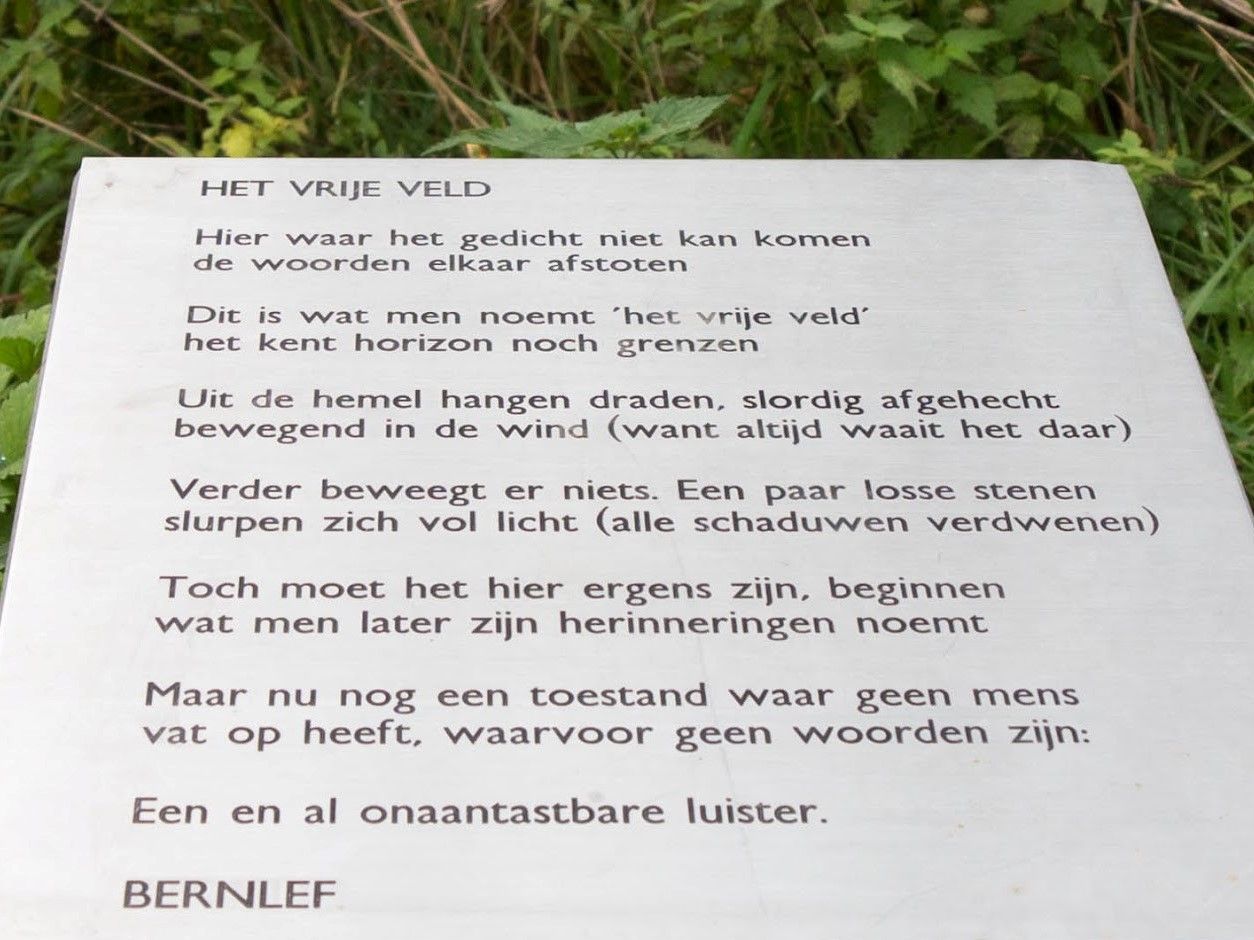 HET VRIJE VELD
Hier waar het gedicht niet kan komen
de woorden elkaar afstoten
Dit is wat men noemt ´het vrije veld´
het kent horizon noch grenzen
Uit de hemel hangen draden, slordig afgehecht
bewegend in de wind (want altijd waait het daar)
Verder beweegt er niets. Een paar losse stenen
slurpen zich vol licht (alle schaduwen verdwenen)
Toch moet het hier ergens zijn, beginnen
wat men later zijn herinneringen noemt
Maar nu nog een toestand waar geen mens
vat op heeft, waarvoor geen woorden zijn:
Een en al onaantastbare luister.
BERNLEF